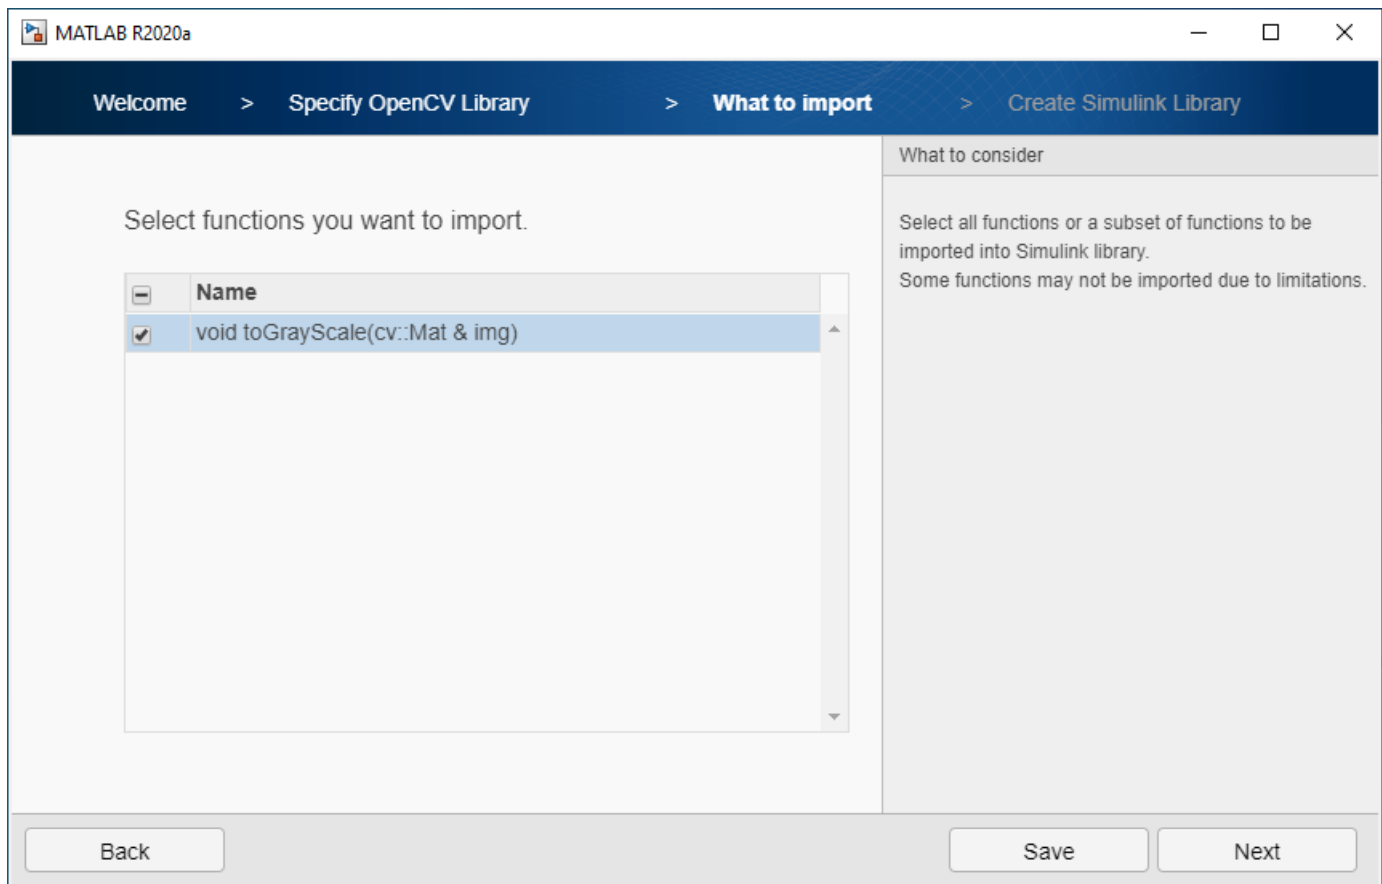 MATLAB R2020a
Welcome > Specify OpenCV Library > What to import > Create Simulink Library
What to consider
Select functions you want to import.
Select all functions or a subset of functions to be
imported into Simulink library.
Some functions may not be imported due to limitations.
Name
void toGrayScale(cv::Mat & img)
Back
Save
Next